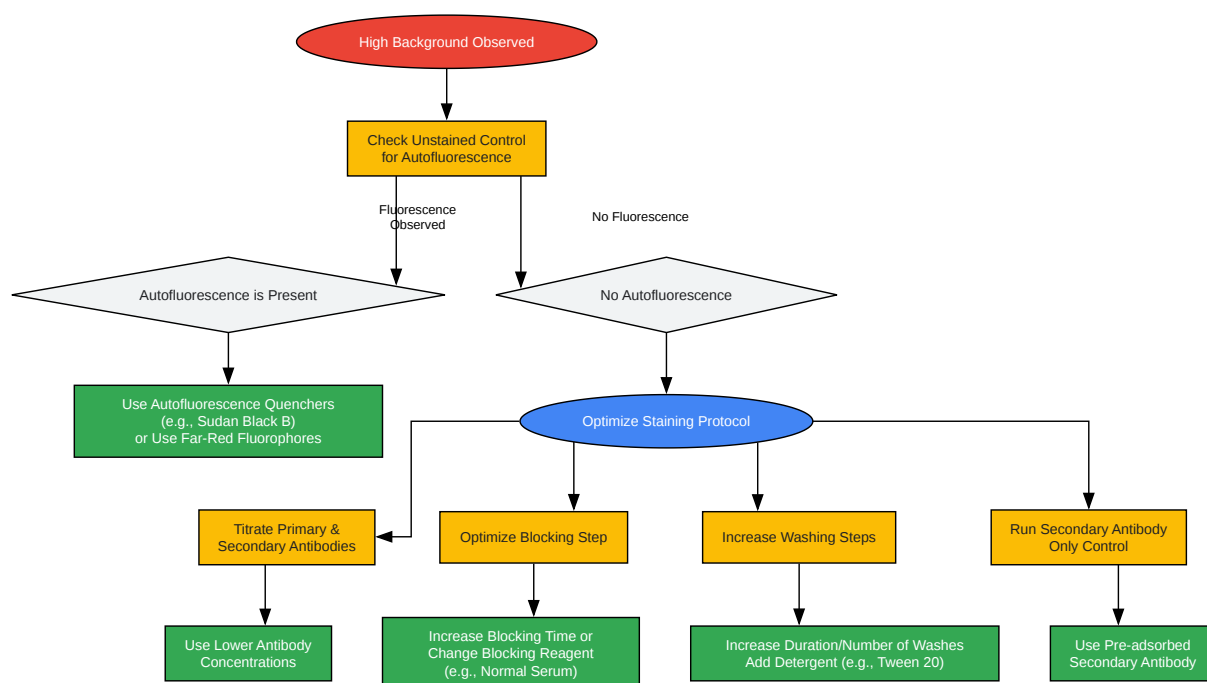 High Background Observed
Check Unstained Control
for Autofluorescence
Fluorescence
Observed
No Fluorescence
Autofluorescence is Present
No Autofluorescence
Use Autofluorescence Quenchers
(e.g., Sudan Black B)
or Use Far-Red Fluorophores
Optimize Staining Protocol
Titrate Primary &
Secondary Antibodies
Optimize Blocking Step
Increase Washing Steps
Run Secondary Antibody
Only Control
Use Lower Antibody
Concentrations
Increase Blocking Time or
Change Blocking Reagent
(e.g., Normal Serum)
Increase Duration/Number of Washes
Add Detergent (e.g., Tween 20)
Use Pre-adsorbed
Secondary Antibody